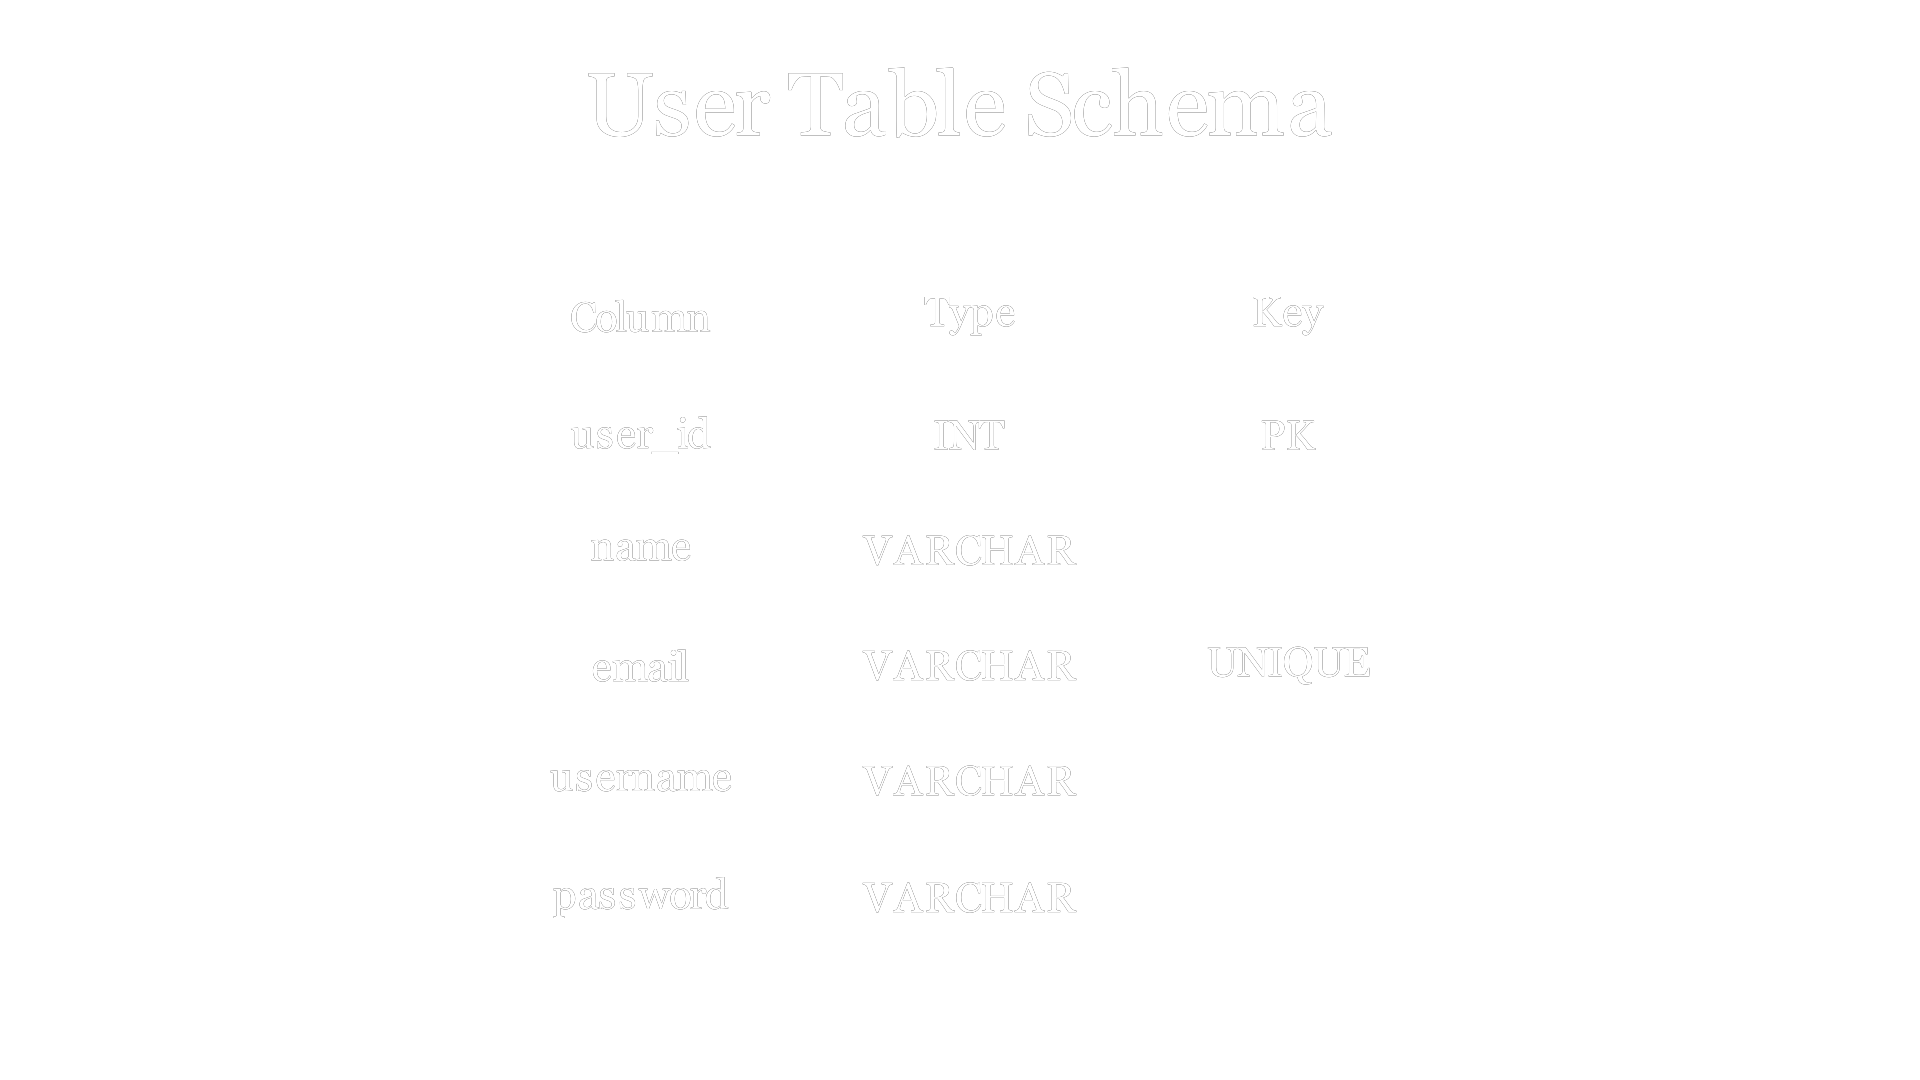 User Table Schema
Column Type Key
user_id INT PK
name VARCHAR
email VARCHAR UNIQUE
username VARCHAR
password VARCHAR